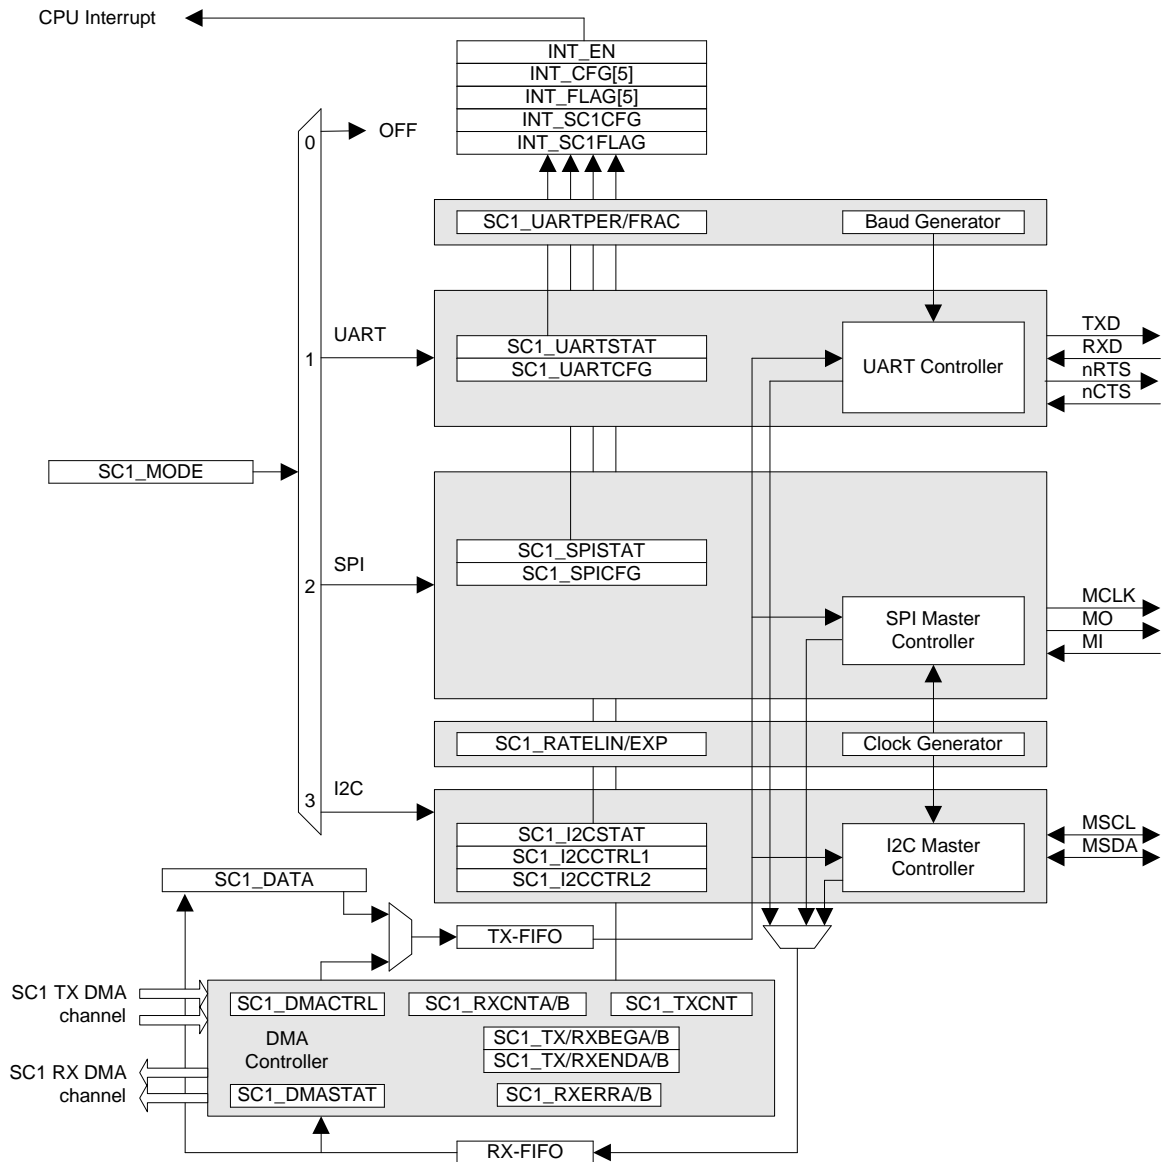 CPU Interrupt
INT_EN
INT_CFG[5]
INT_FLAG[5]
INT_SC1CFG
INT_SC1FLAG
0
OFF
SC1_UARTPER/FRAC
Baud Generator
UART
1
SC1_UARTSTAT
SC1_UARTCFG
UART Controller
TXD
RXD
nRTS
nCTS
SC1_MODE
SPI
2
SC1_SPISTAT
SC1_SPICFG
SPI Master
Controller
MCLK
MO
MI
SC1_RATELIN/EXP
Clock Generator
I2C
3
SC1_I2CSTAT
SC1_I2CCTRL1
SC1_I2CCTRL2
I2C Master
Controller
MSCL
MSDA
SC1_DATA
TX-FIFO
SC1 TX DMA
channel
SC1_DMACTRL
SC1_RXCNTA/B
SC1_TXCNT
DMA
Controller
SC1_TX/RXBEGA/B
SC1_TX/RXENDA/B
SC1 RX DMA
channel
SC1_DMASTAT
SC1_RXERRA/B
RX-FIFO